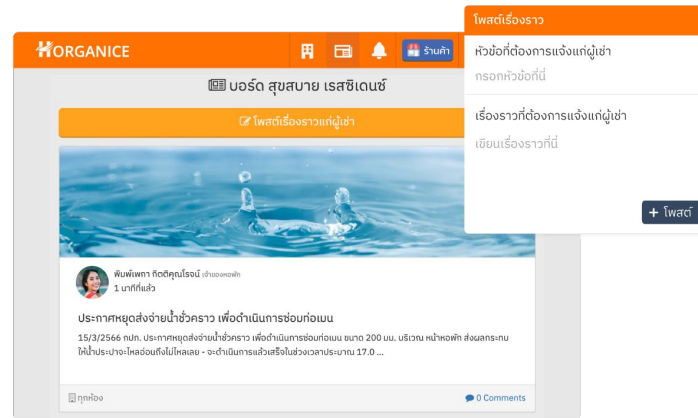 HORGANICE
ร้านค้า
บอร์ด สุขสบาย เรสซิเดนซ์
โพสต์เรื่องราวแก่ผู้เช่า
พิมพ์เพกา กิตติคุณโรจน์ เจ้าของหอพัก
1 นาทีที่แล้ว
ประกาศหยุดส่งจ่ายน้ำชั่วคราว เพื่อดำเนินการซ่อมท่อเมน
15/3/2566 กปภ. ประกาศหยุดส่งจ่ายน้ำชั่วคราว เพื่อดำเนินการซ่อมท่อเมน ขนาด 200 มม. บริเวณ หน้าหอพัก ส่งผลกระทบ
ให้น้ำประปาจะไหลอ่อนถึงไม่ไหลเลย - จะดำเนินการแล้วเสร็จในช่วงเวลาประมาณ 17.0 ...
ทุกห้อง
0 Comments
โพสต์เรื่องราว
หัวข้อที่ต้องการแจ้งแก่ผู้เช่า
กรอกหัวข้อที่นี่
เรื่องราวที่ต้องการแจ้งแก่ผู้เช่า
เขียนเรื่องราวที่นี่
+ โพสต์